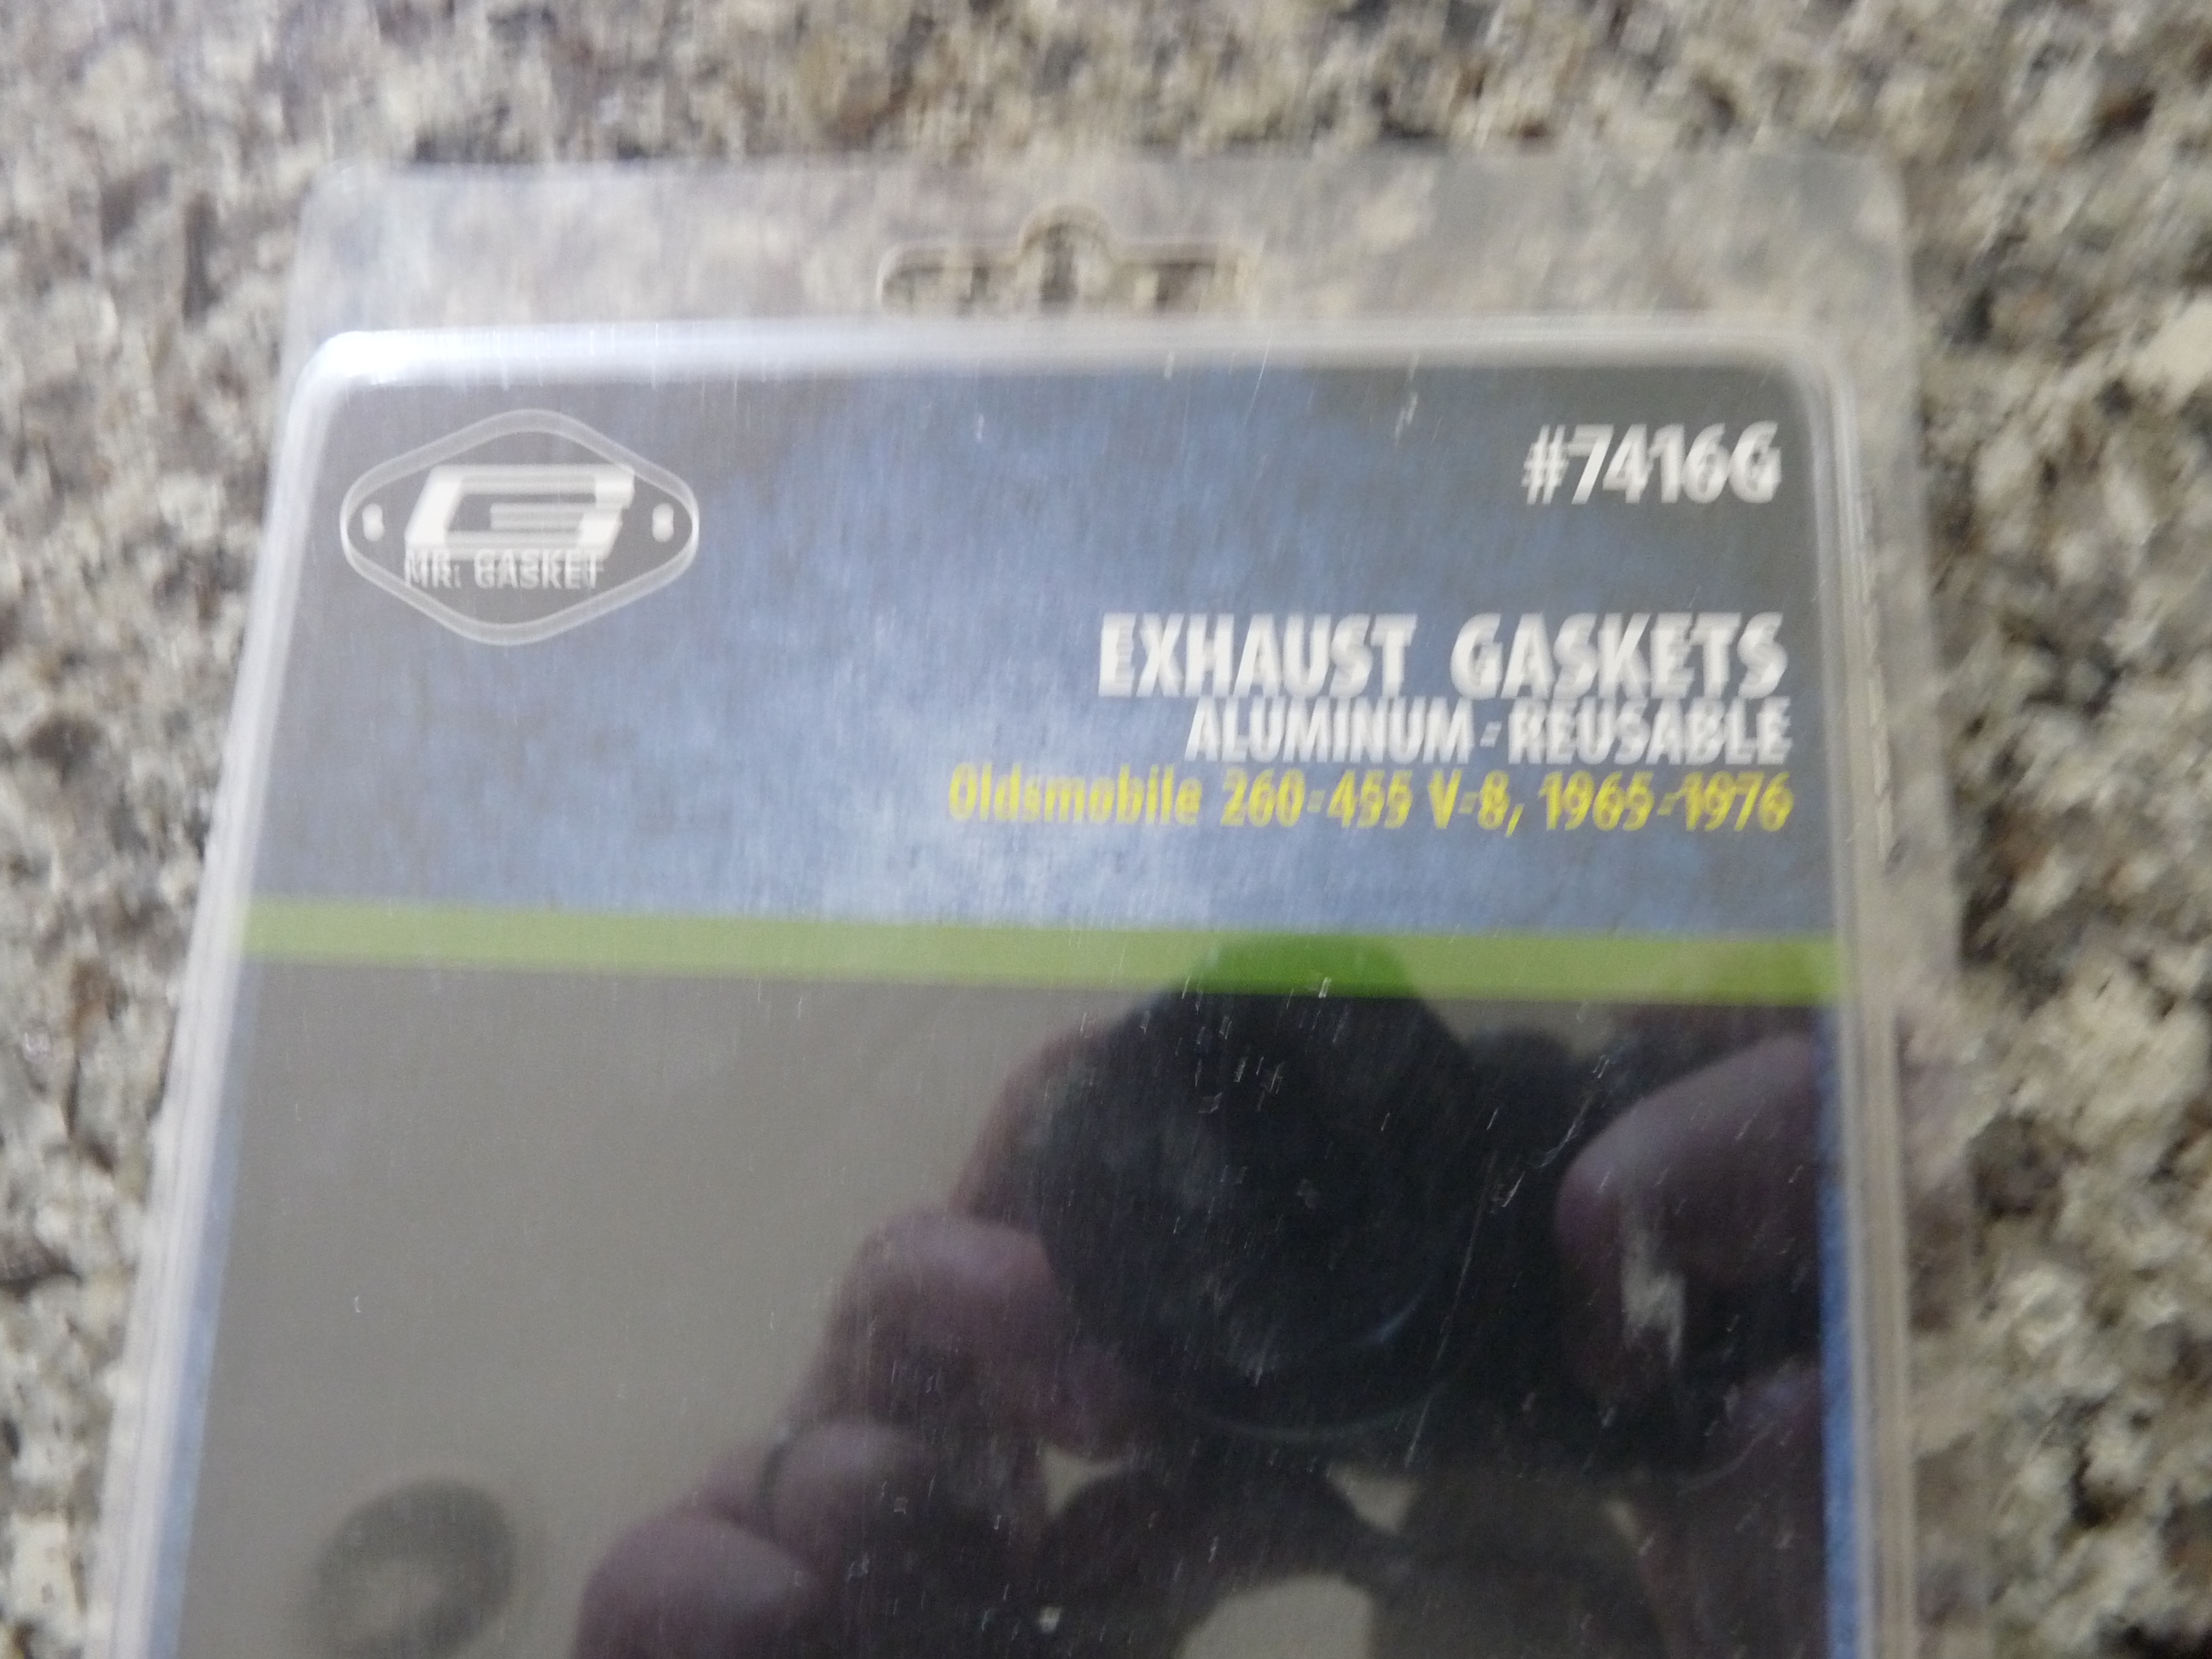 #7416G
MR. GASKET
EXHAUST GASKETS
ALUMINUM - REUSABLE
Oldsmobile 260-455 V-8, 1965-1976